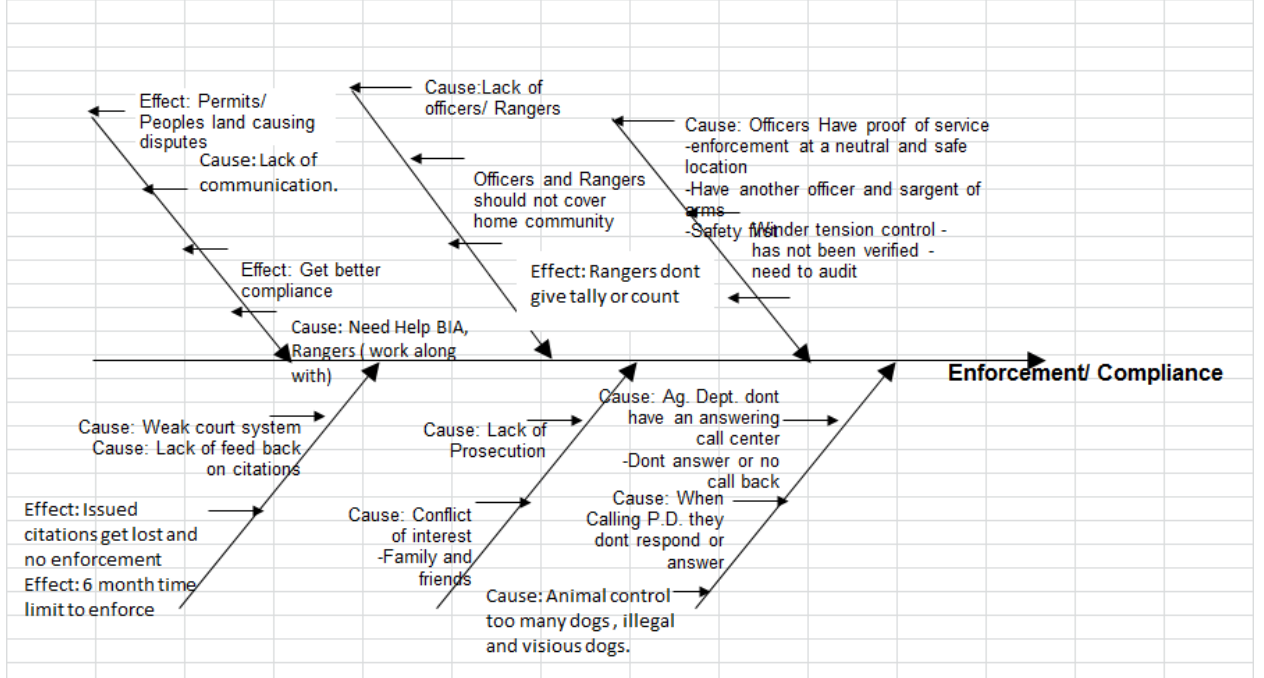 Effect: Permits/
Peoples land causing
disputes
Cause: Lack of
communication.
Effect: Get better
compliance
Cause: Need Help BIA,
Rangers ( work along
with)
Cause:Lack of
officers/ Rangers
Officers and Rangers
should not cover
home community
Effect: Rangers dont
give tally or count
Cause: Officers Have proof of service
-enforcement at a neutral and safe
location
-Have another officer and sargent of
arms
-Safety first
Winder tension control -
has not been verified -
need to audit
Enforcement/ Compliance
Cause: Weak court system
Cause: Lack of feed back
on citations
Effect: Issued
citations get lost and
no enforcement
Effect: 6 month time
limit to enforce
Cause: Lack of
Prosecution
Cause: Conflict
of interest
-Family and
friends
Cause: Ag. Dept. dont
have an answering
call center
-Dont answer or no
call back
Cause: When
Calling P.D. they
dont respond or
answer
Cause: Animal control
too many dogs , illegal
and visious dogs.